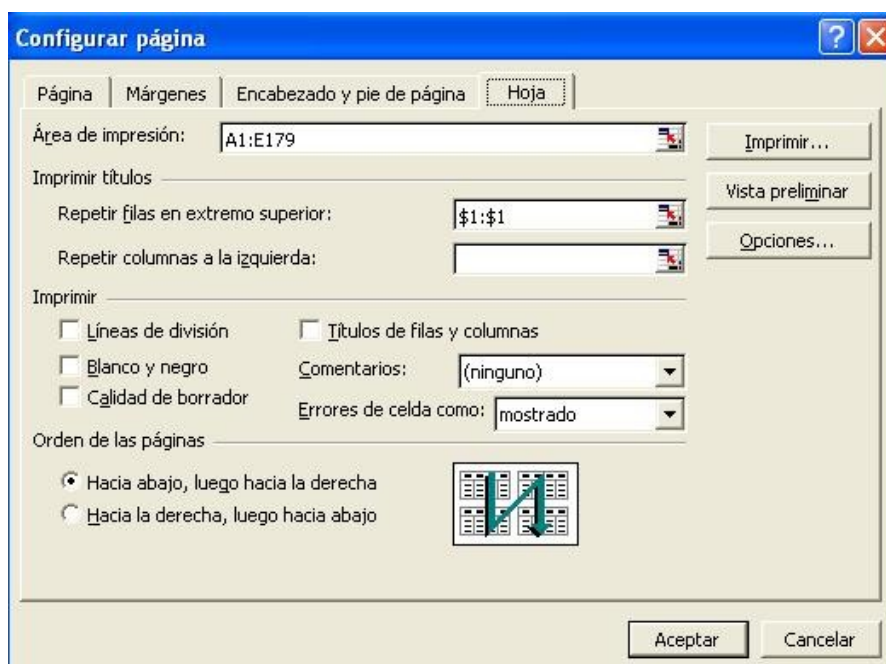 Configurar página
Página Márgenes Encabezado y pie de página Hoja
Área de impresión: A1:E179
Imprimir...
Imprimir títulos
Vista preliminar
Repetir filas en extremo superior: $1:$1
Opciones...
Repetir columnas a la izquierda:
Imprimir
Líneas de división Títulos de filas y columnas
Blanco y negro Comentarios: (ninguno)
Calidad de borrador
Errores de celda como: mostrado
Orden de las páginas
Hacia abajo, luego hacia la derecha
Hacia la derecha, luego hacia abajo
Aceptar Cancelar